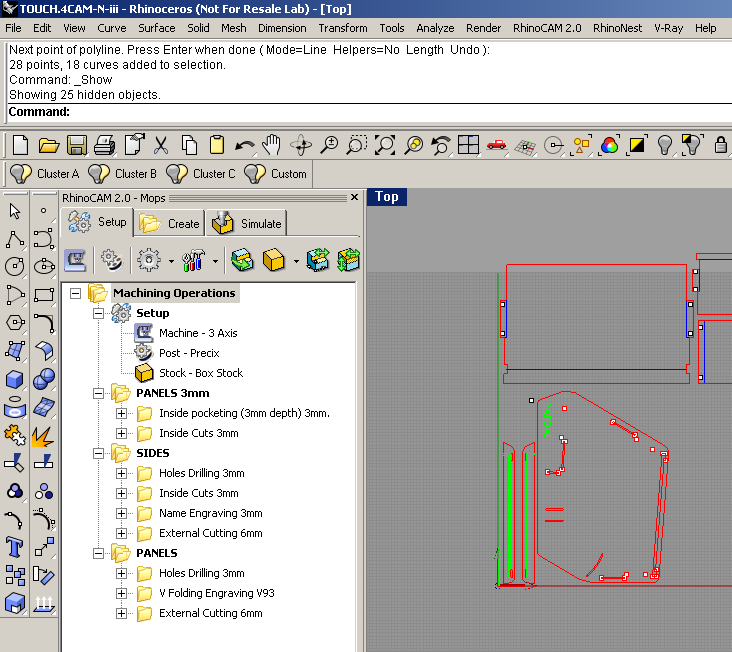 TOUCH.4CAM-N-iii - Rhinoceros (Not For Resale Lab) - [Top]
File Edit View Curve Surface Solid Mesh Dimension Transform Tools Analyze Render RhinoCAM 2.0 RhinoNest V-Ray Help
Next point of polyline. Press Enter when done ( Mode=Line Helpers=No Length Undo ):
28 points, 18 curves added to selection.
Command: _Show
Showing 25 hidden objects.
Command:
Cluster A Cluster B Cluster C Custom
RhinoCAM 2.0 - Mops
Top
Setup Create Simulate
Machining Operations
Setup
Machine - 3 Axis
Post - Precix
Stock - Box Stock
PANELS 3mm
Inside pocketing (3mm depth) 3mm.
Inside Cuts 3mm
SIDES
Holes Drilling 3mm
Inside Cuts 3mm
Name Engraving 3mm
External Cutting 6mm
PANELS
Holes Drilling 3mm
V Folding Engraving V93
External Cutting 6mm